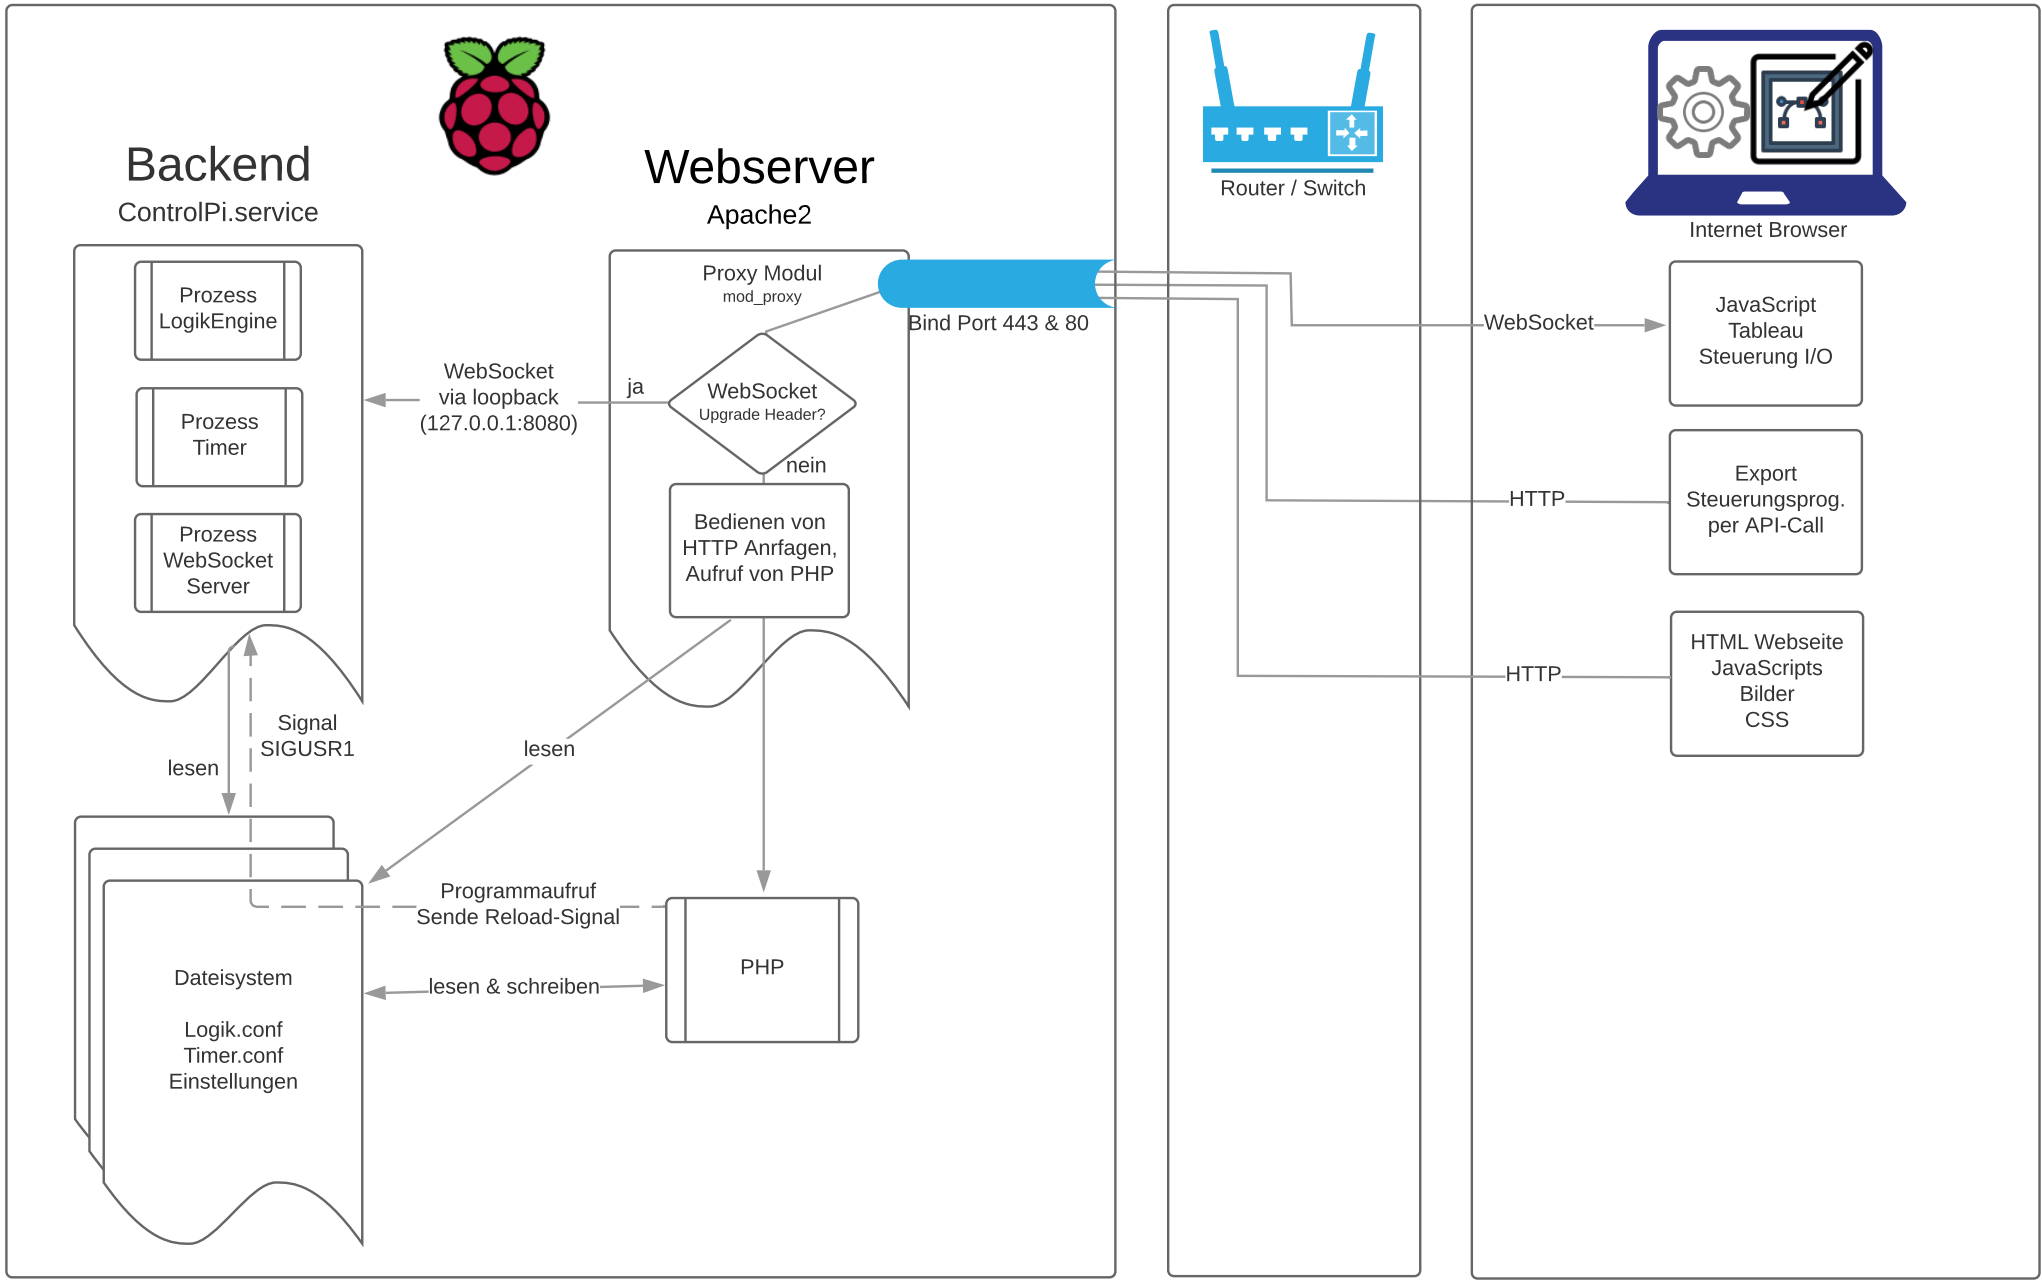 Backend
ControlPi.service
Prozess
LogikEngine
Prozess
Timer
Prozess
WebSocket
Server
WebSocket
via loopback
(127.0.0.1:8080)
ja
Webserver
Apache2
Proxy Modul
mod_proxy
Bind Port 443 & 80
WebSocket
Upgrade Header?
nein
Bedienen von
HTTP Anrfagen,
Aufruf von PHP
Signal
SIGUSR1
lesen
lesen
Programmaufruf
Sende Reload-Signal
lesen & schreiben
PHP
Dateisystem
Logik.conf
Timer.conf
Einstellungen
Router / Switch
Internet Browser
WebSocket
JavaScript
Tableau
Steuerung I/O
HTTP
Export
Steuerungsprog.
per API-Call
HTTP
HTML Webseite
JavaScripts
Bilder
CSS